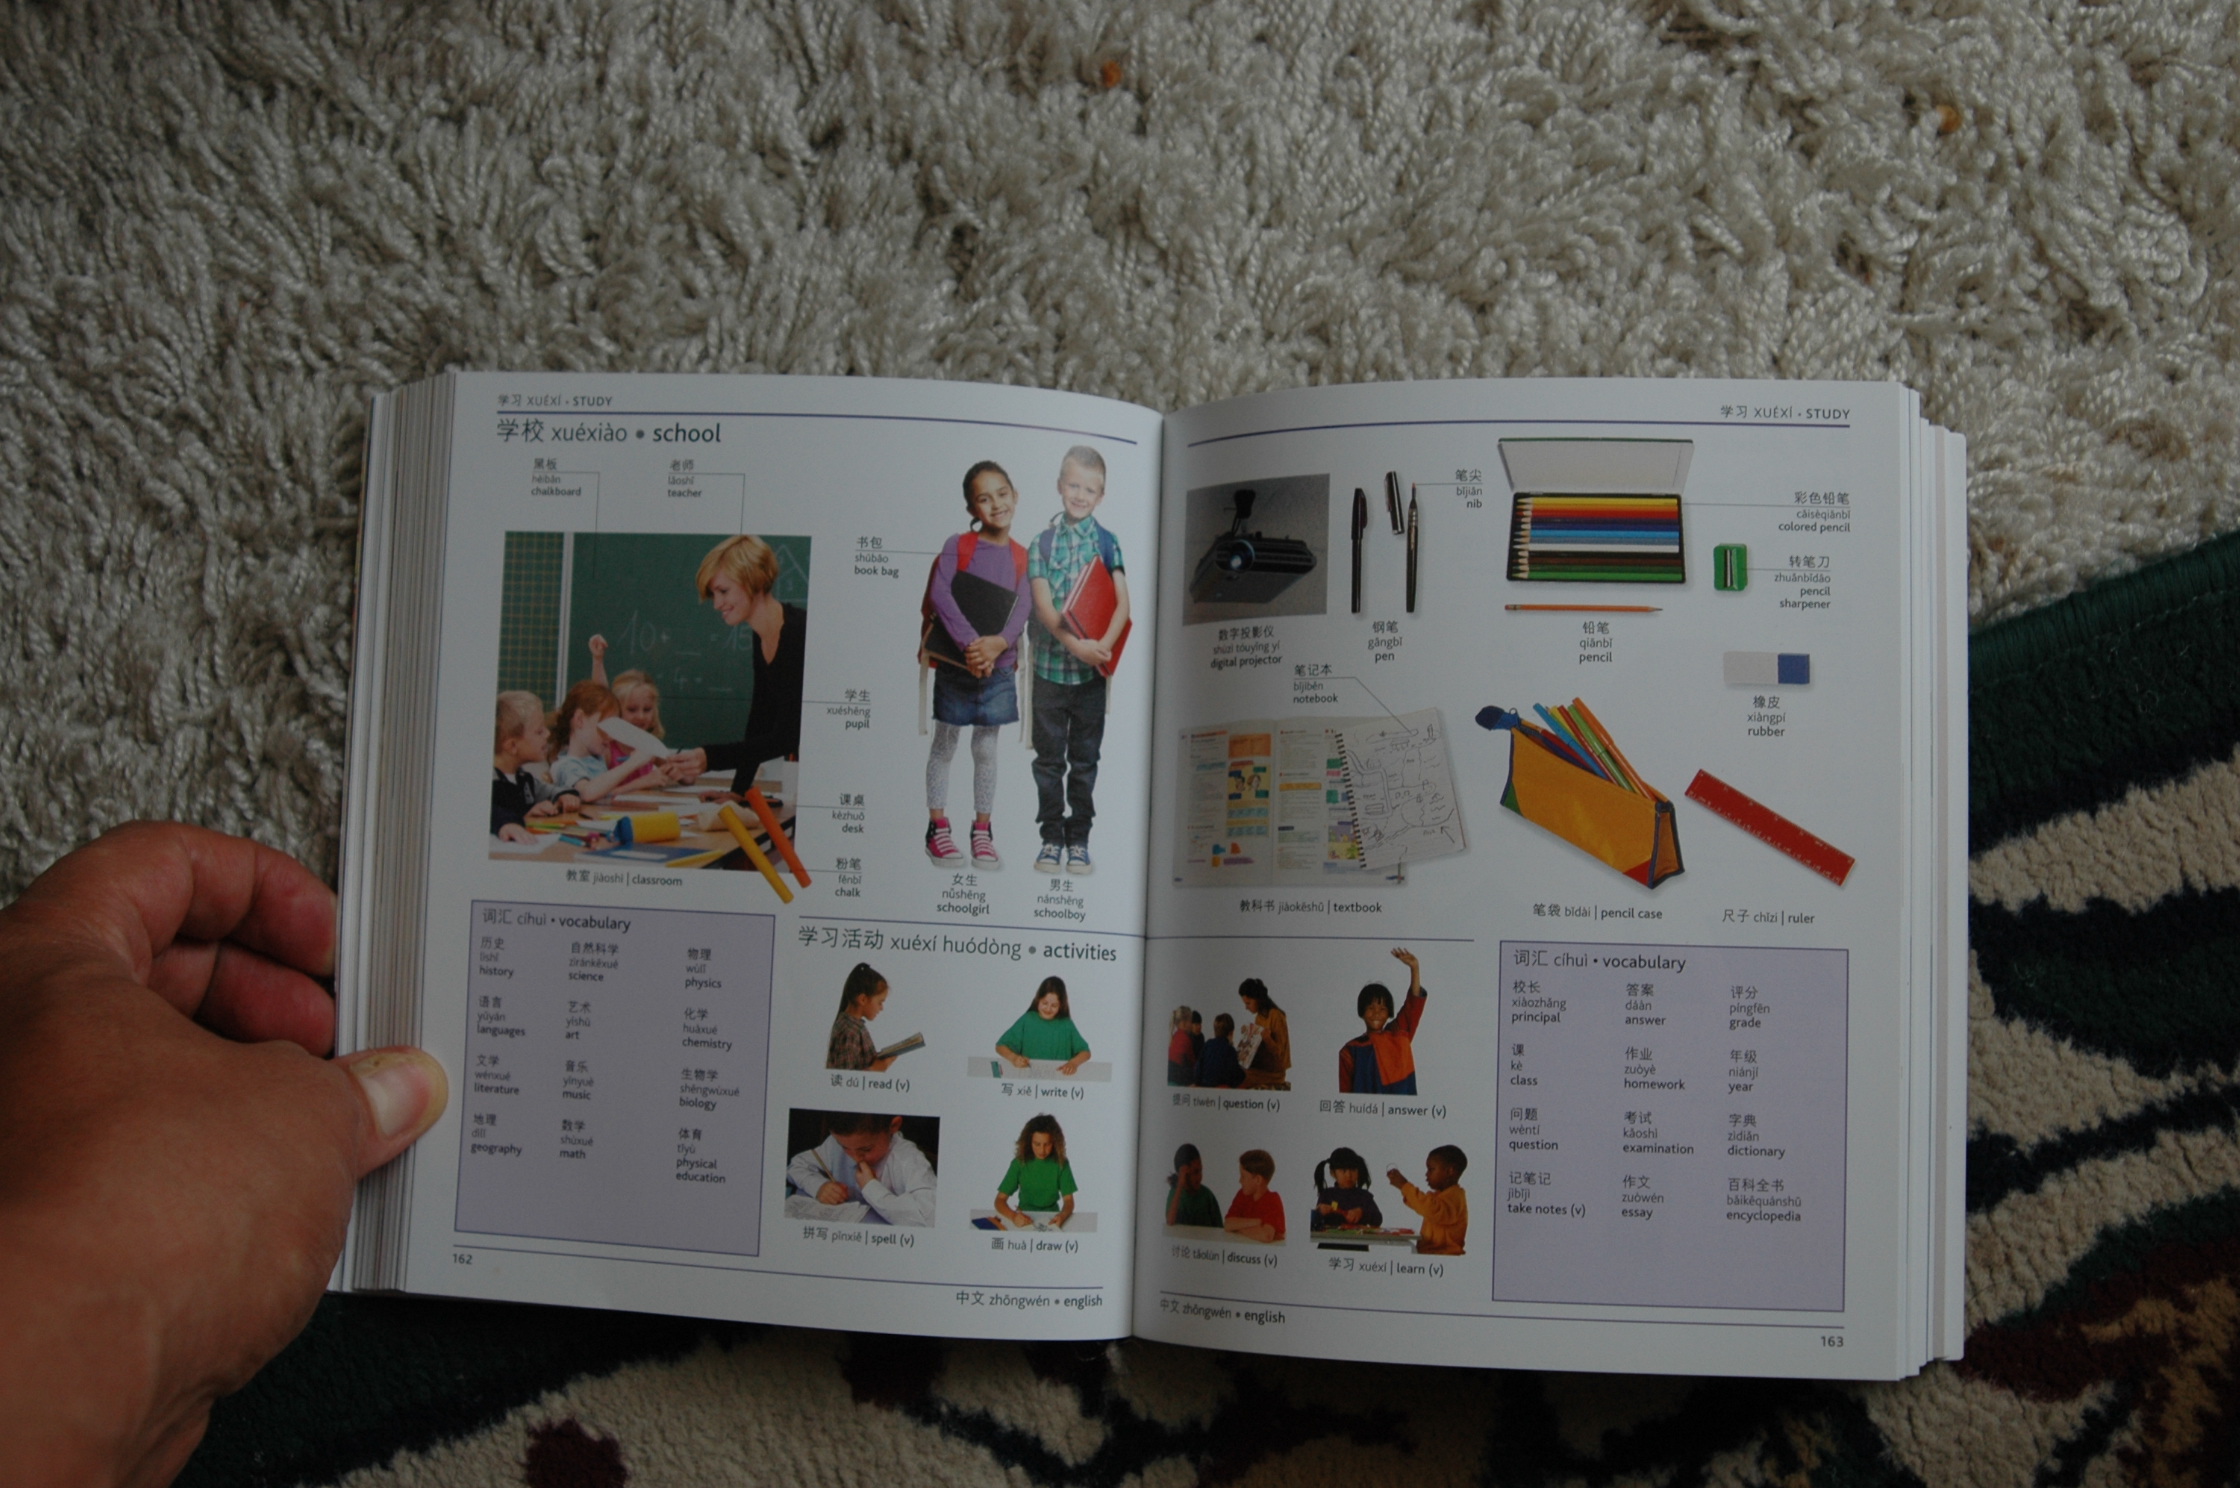 学习 XUÉXÍ • STUDY
学校 xuéxiào • school
黑板
hēibǎn
chalkboard
老师
lǎoshī
teacher
书包
shūbāo
book bag
学生
xuéshēng
pupil
课桌
kèzhuō
desk
粉笔
fěnbǐ
chalk
教室 jiàoshì | classroom
女生
nǚshēng
schoolgirl
男生
nánshēng
schoolboy
词汇 cíhuì • vocabulary
历史
lìshǐ
history
语言
yǔyán
languages
文学
wénxué
literature
地理
dìlǐ
geography
自然科学
zìránkēxué
science
艺术
yìshù
art
音乐
yīnyuè
music
数学
shùxué
math
物理
wùlǐ
physics
化学
huàxué
chemistry
生物学
shēngwùxué
biology
体育
tǐyù
physical
education
学习活动 xuéxí huódòng • activities
读 dú | read (v)
写 xiě | write (v)
拼写 pīnxiě | spell (v)
画 huà | draw (v)
162
中文 zhōngwén • english
学习 XUÉXÍ • STUDY
数字投影仪
shùzì tóuyǐng yí
digital projector
笔尖
bǐjiān
nib
钢笔
gāngbǐ
pen
彩色铅笔
cǎisèqiānbǐ
colored pencil
转笔刀
zhuànbǐdāo
pencil
sharpener
铅笔
qiānbǐ
pencil
橡皮
xiàngpí
rubber
笔记本
bǐjìběn
notebook
教科书 jiàokēshū | textbook
笔袋 bǐdài | pencil case
尺子 chǐzi | ruler
提问 tíwèn | question (v)
回答 huídá | answer (v)
讨论 tǎolùn | discuss (v)
学习 xuéxí | learn (v)
词汇 cíhuì • vocabulary
校长
xiàozhǎng
principal
课
kè
class
问题
wèntí
question
记笔记
jìbǐjì
take notes (v)
答案
dáàn
answer
作业
zuòyè
homework
考试
kǎoshì
examination
作文
zuòwén
essay
评分
píngfēn
grade
年级
niánjí
year
字典
zìdiǎn
dictionary
百科全书
bǎikēquánshū
encyclopedia
中文 zhōngwén • english
163